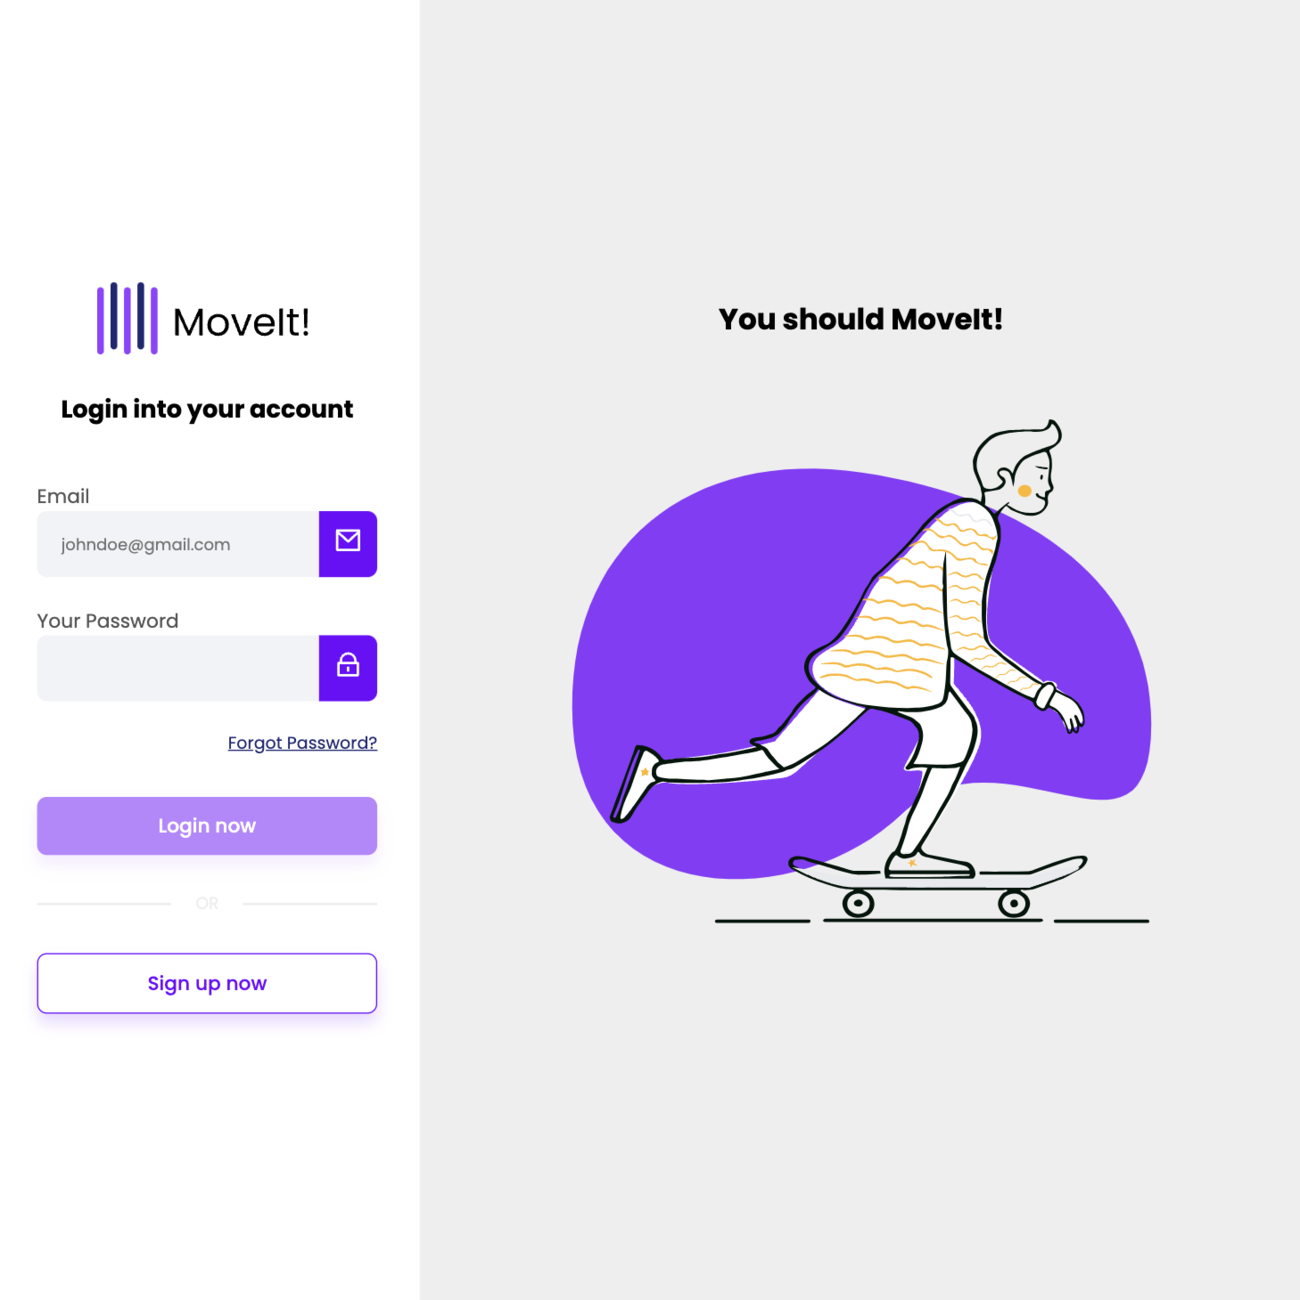 MoveIt!
Login into your account
Email
johndoe@gmail.com
Your Password
Forgot Password?
Login now
OR
Sign up now
You should MoveIt!